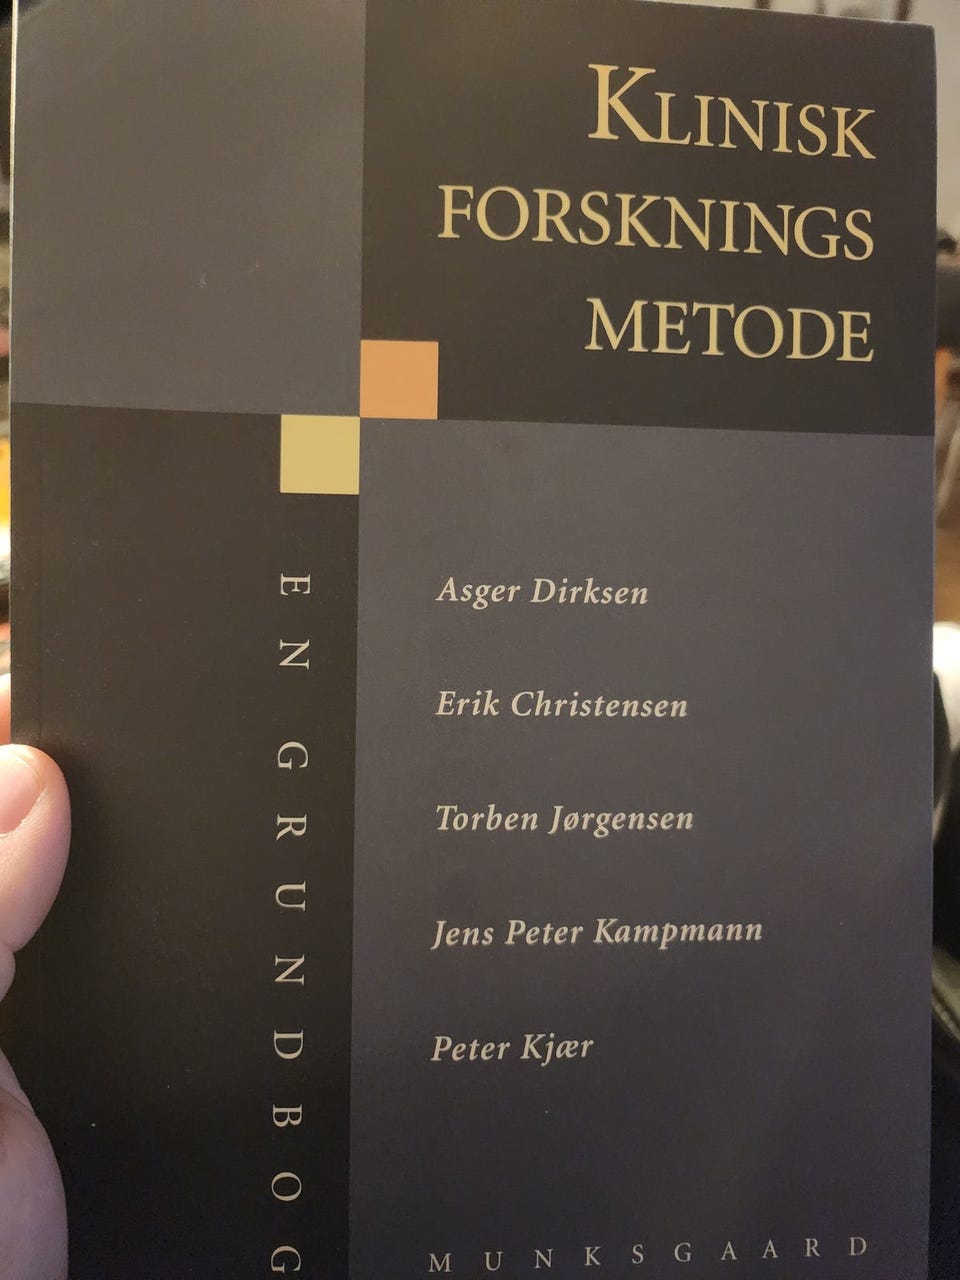 KLINISK
FORSKNINGS
METODE
EN GRUNDBOG
Asger Dirksen
Erik Christensen
Torben Jørgensen
Jens Peter Kampmann
Peter Kjær
MUNKSGAARD